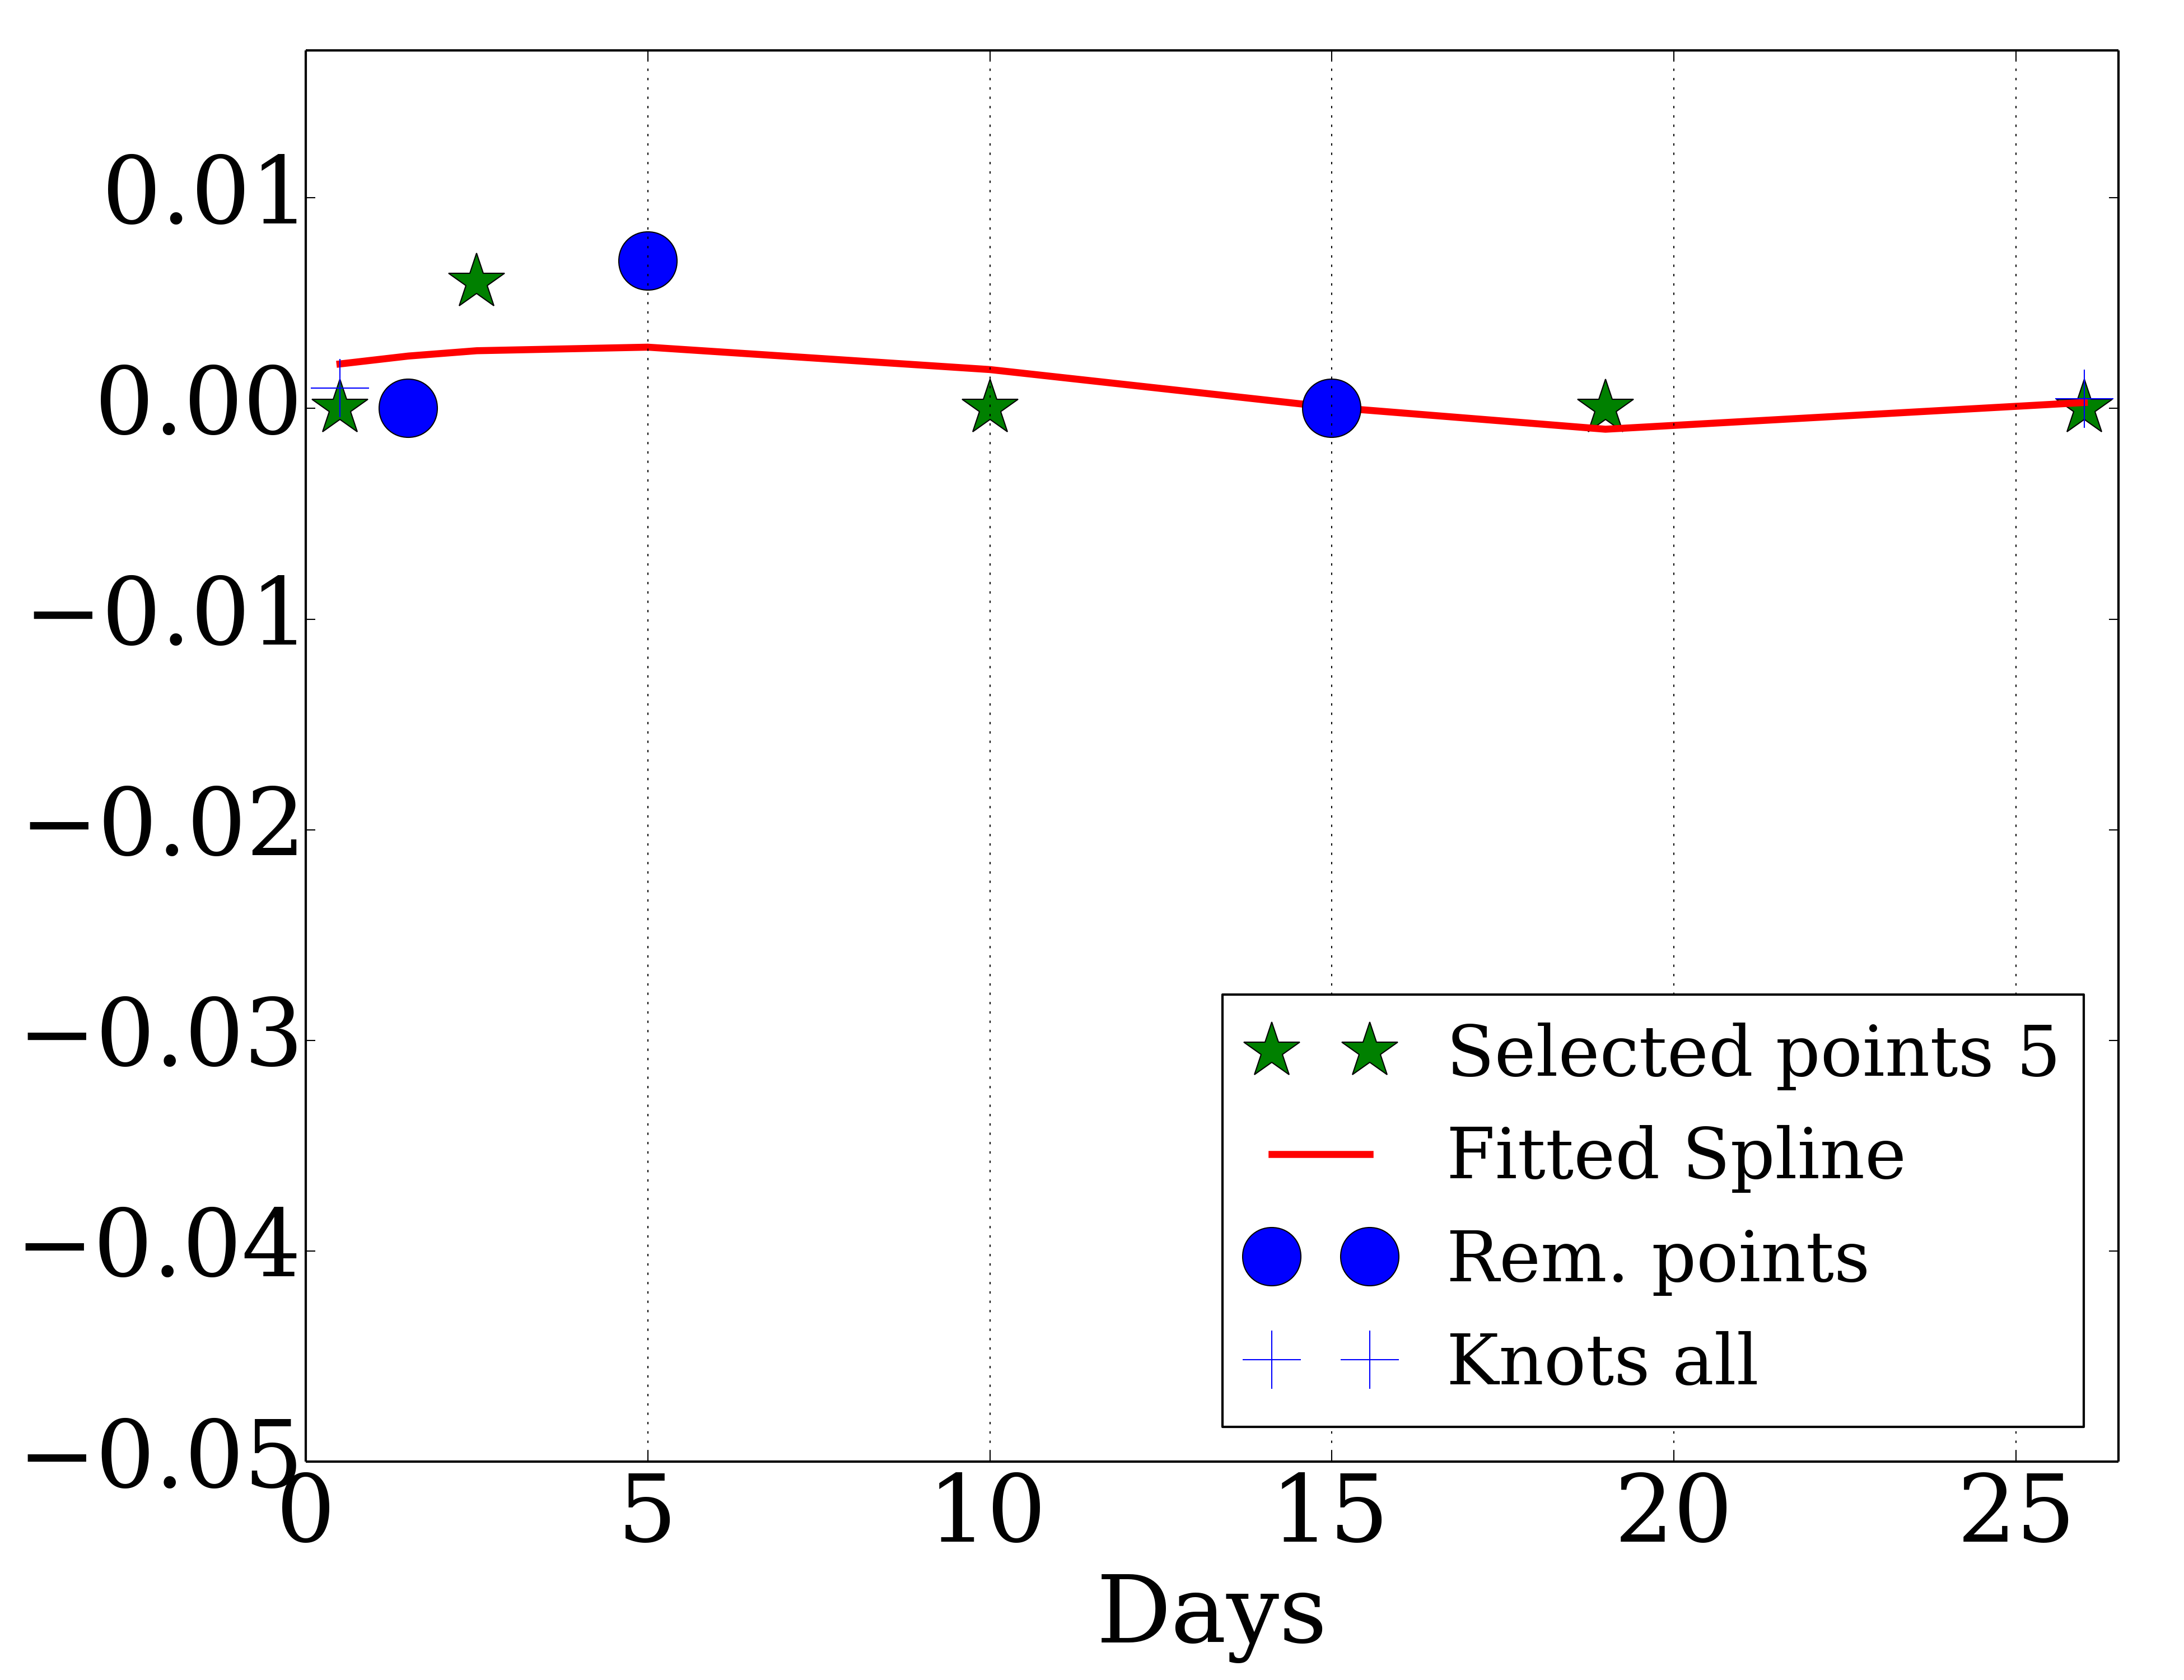 0.01
0.00
−0.01
−0.02
−0.03
−0.04
−0.05
0 5 10 15 20 25
Days
Selected points 5
Fitted Spline
Rem. points
Knots all